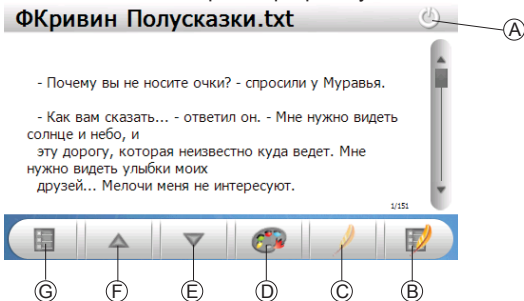 ФКривин Полусказки.txt
A
- Почему вы не носите очки? - спросили у Муравья.
- Как вам сказать... - ответил он. - Мне нужно видеть
солнце и небо, и
эту дорогу, которая неизвестно куда ведет. Мне
нужно видеть улыбки моих
друзей... Мелочи меня не интересуют.
1/151
G F E D C B